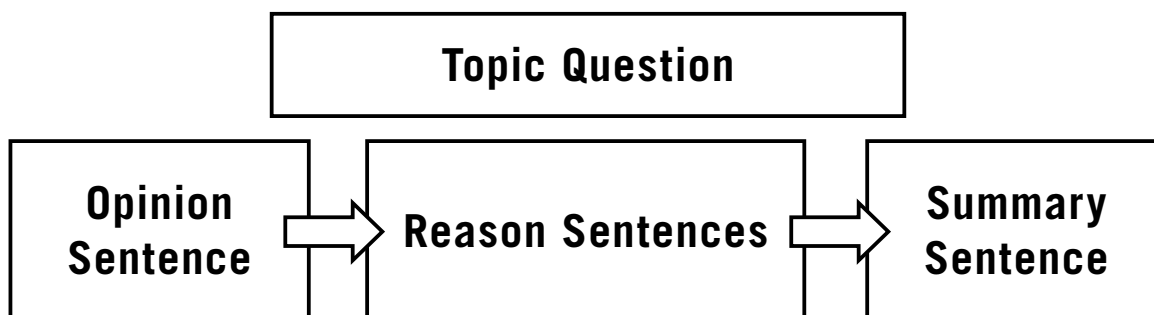 Topic Question
Opinion
Sentence
Reason Sentences
Summary
Sentence